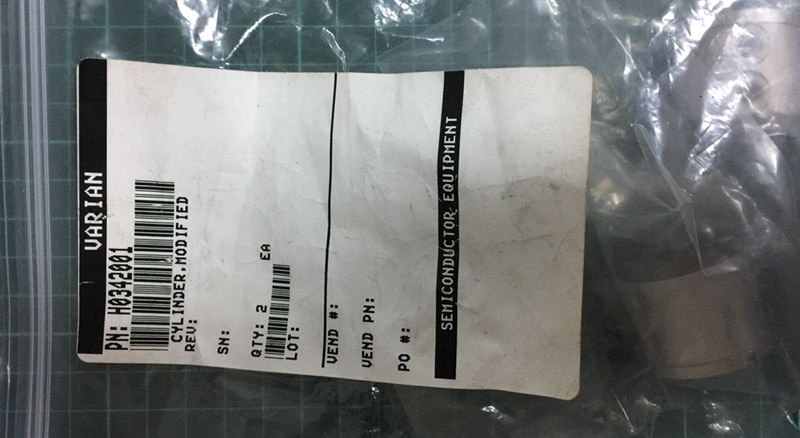 VARIAN
PN: H0342001
CYLINDER.MODIFIED
REV:
SN:
QTY: 2 EA
LOT:
VEND #:
VEND PN:
PO #:
SEMICONDUCTOR EQUIPMENT